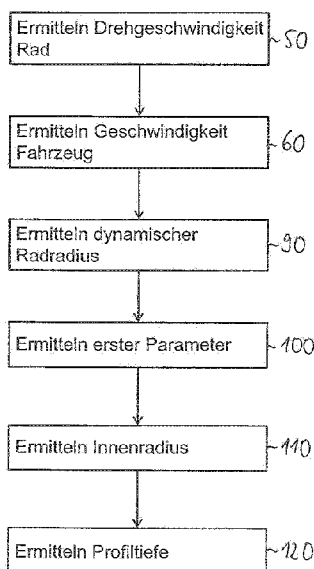 Ermitteln Drehgeschwindigkeit
Rad
50
Ermitteln Geschwindigkeit
Fahrzeug
60
Ermitteln dynamischer
Radradius
90
Ermitteln erster Parameter
100
Ermitteln Innenradius
110
Ermitteln Profiltiefe
120